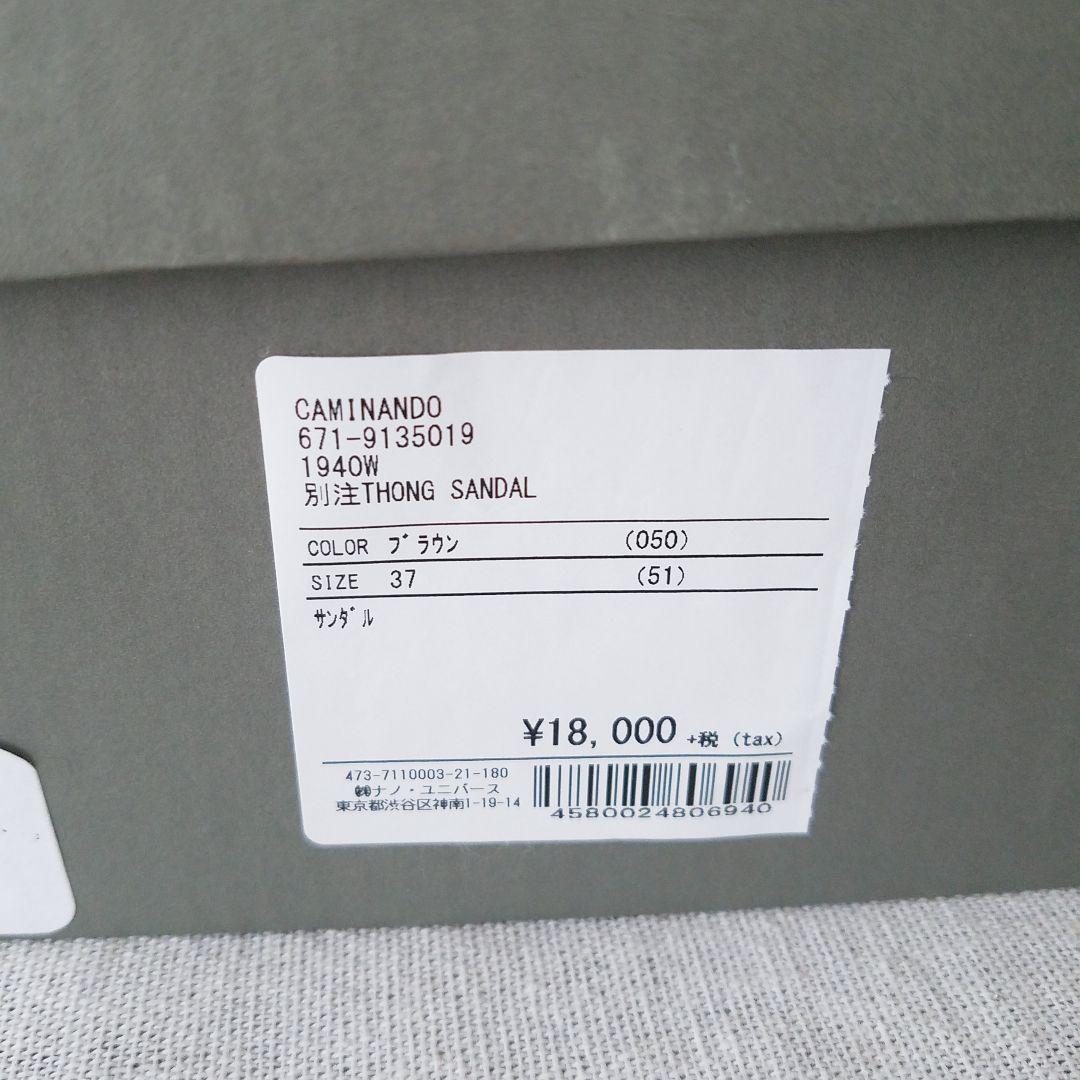 CAMINANDO
671-9135019
1940W
別注THONG SANDAL
COLOR ﾌﾞﾗｳﾝ (050)
SIZE 37 (51)
ｻﾝﾀﾞﾙ
¥18,000 +税 (tax)
473-7110003-21-180
㈱ナノ・ユニバース
東京都渋谷区神南1-19-14
4580024806940